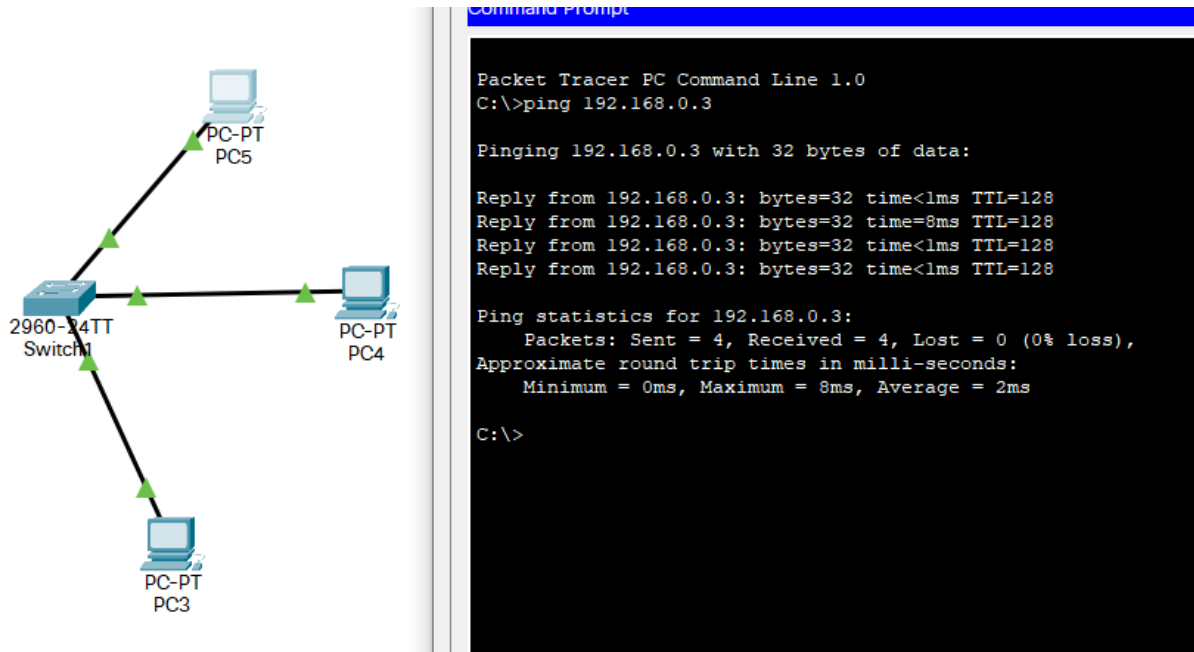 PC-PT
PC5
2960-24TT
Switch1
PC-PT
PC4
PC-PT
PC3
Command Prompt
Packet Tracer PC Command Line 1.0
C:\>ping 192.168.0.3
Pinging 192.168.0.3 with 32 bytes of data:
Reply from 192.168.0.3: bytes=32 time<1ms TTL=128
Reply from 192.168.0.3: bytes=32 time=8ms TTL=128
Reply from 192.168.0.3: bytes=32 time<1ms TTL=128
Reply from 192.168.0.3: bytes=32 time<1ms TTL=128
Ping statistics for 192.168.0.3:
Packets: Sent = 4, Received = 4, Lost = 0 (0% loss),
Approximate round trip times in milli-seconds:
Minimum = 0ms, Maximum = 8ms, Average = 2ms
C:\>